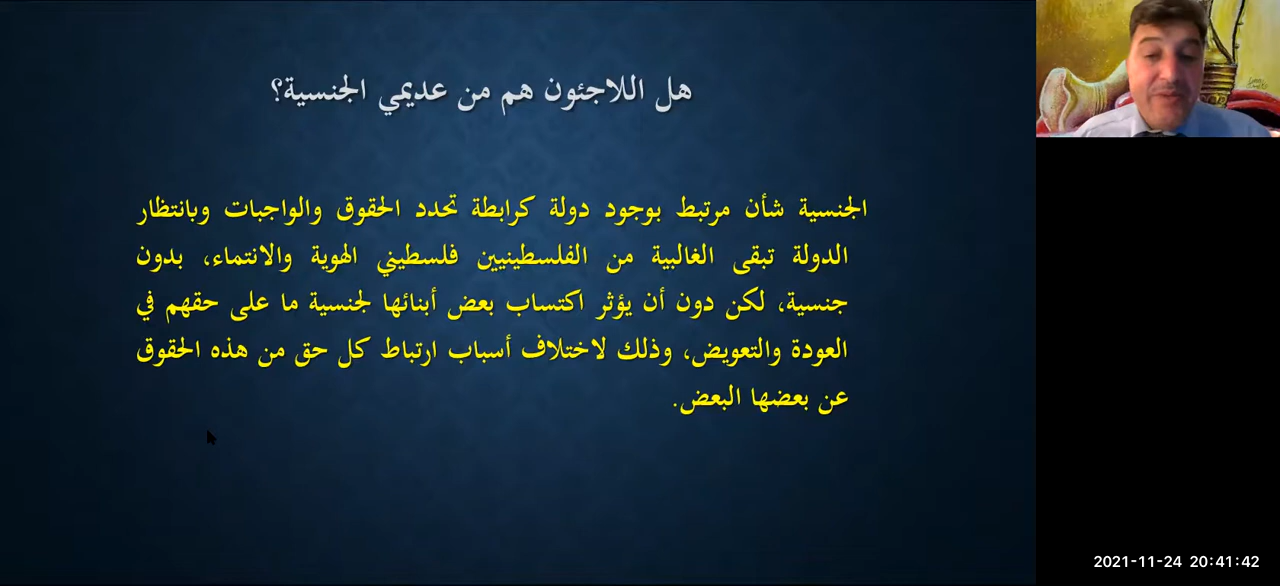 هل اللاجئون هم من عديمي الجنسية؟
الجنسية شأن مرتبط بوجود دولة كرابطة تحدد الحقوق والواجبات وبانتظار
الدولة تبقى الغالبية من الفلسطينيين فلسطيني الهوية والانتماء، بدون
جنسية، لكن دون أن يؤثر اكتساب بعض أبنائها لجنسية ما على حقهم في
العودة والتعويض، وذلك لاختلاف أسباب ارتباط كل حق من هذه الحقوق
عن بعضها البعض.
2021-11-24 20:41:42